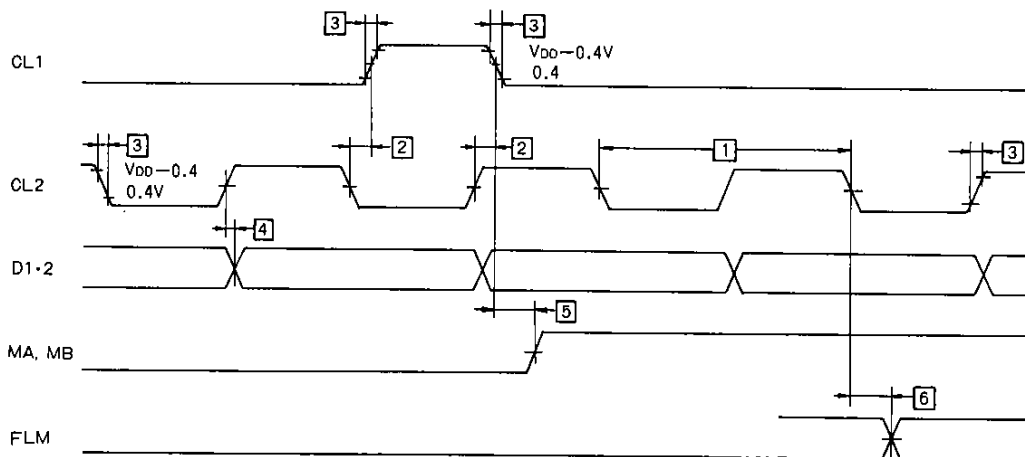 3 3
CL1 VDD−0.4V
0.4
2 2 1 3
3
CL2 VDD−0.4
0.4V
4
D1·2
5
MA, MB
6
FLM